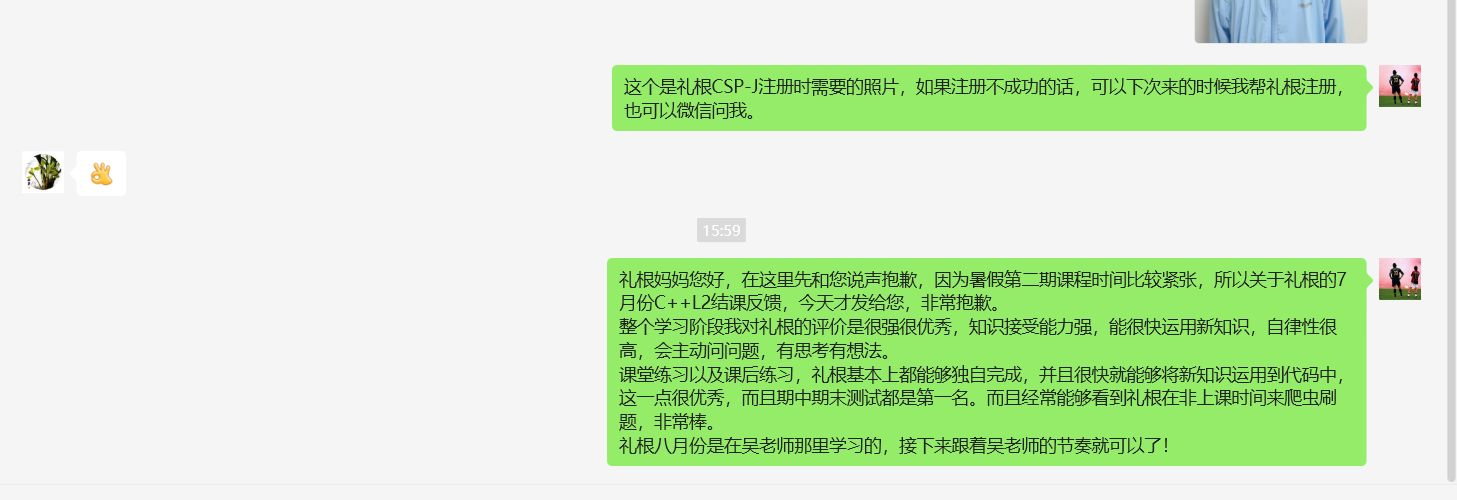 这个是礼根CSP-J注册时需要的照片，如果注册不成功的话，可以下次来的时候我帮礼根注册，
也可以微信问我。
15:59
礼根妈妈您好，在这里先和您说声抱歉，因为暑假第二期课程时间比较紧张，所以关于礼根的7
月份C++L2结课反馈，今天才发给您，非常抱歉。
整个学习阶段我对礼根的评价是很强很优秀，知识接受能力强，能很快运用新知识，自律性很
高，会主动问问题，有思考有想法。
课堂练习以及课后练习，礼根基本上都能够独自完成，并且很快就能够将新知识运用到代码中，
这一点很优秀，而且期中期末测试都是第一名。而且经常能够看到礼根在非上课时间来爬虫刷
题，非常棒。
礼根八月份是在吴老师那里学习的，接下来跟着吴老师的节奏就可以了！